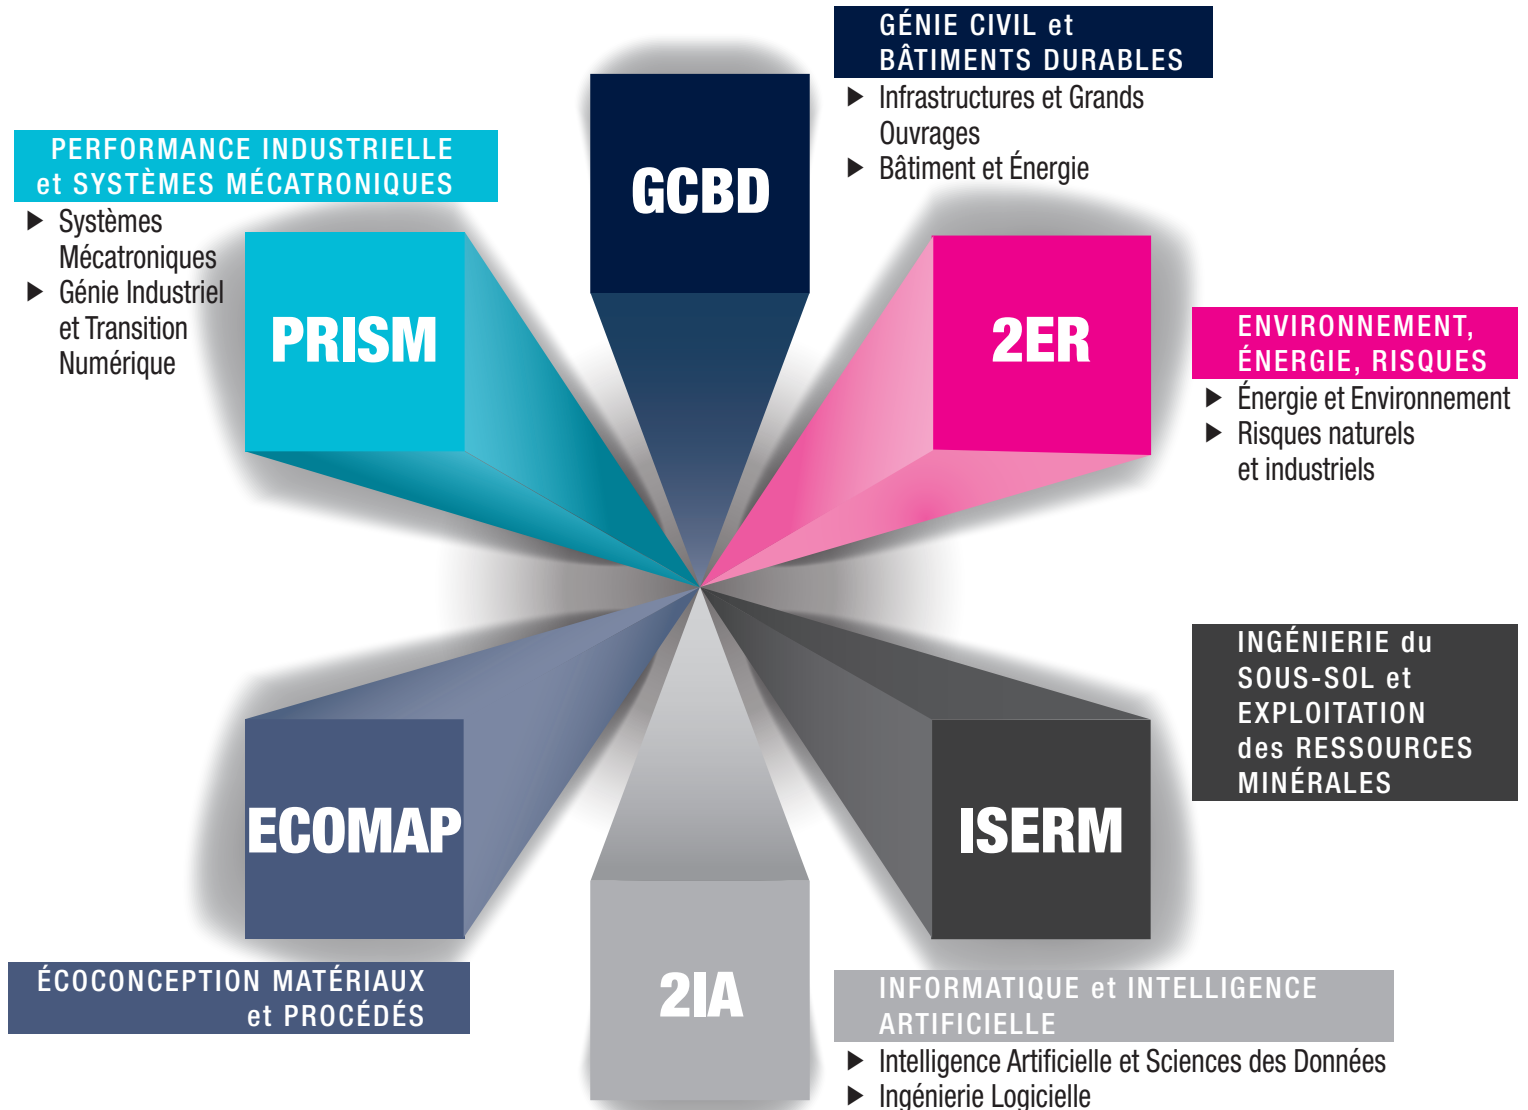 GÉNIE CIVIL et
BÂTIMENTS DURABLES
▶ Infrastructures et Grands
Ouvrages
▶ Bâtiment et Énergie
GCBD
PERFORMANCE INDUSTRIELLE
et SYSTÈMES MÉCATRONIQUES
▶ Systèmes
Mécatroniques
▶ Génie Industriel
et Transition
Numérique
PRISM
2ER
ENVIRONNEMENT,
ÉNERGIE, RISQUES
▶ Énergie et Environnement
▶ Risques naturels
et industriels
INGÉNIERIE du
SOUS-SOL et
EXPLOITATION
des RESSOURCES
MINÉRALES
ISERM
ECOMAP
ÉCOCONCEPTION MATÉRIAUX
et PROCÉDÉS
2IA
INFORMATIQUE et INTELLIGENCE
ARTIFICIELLE
▶ Intelligence Artificielle et Sciences des Données
▶ Ingénierie Logicielle